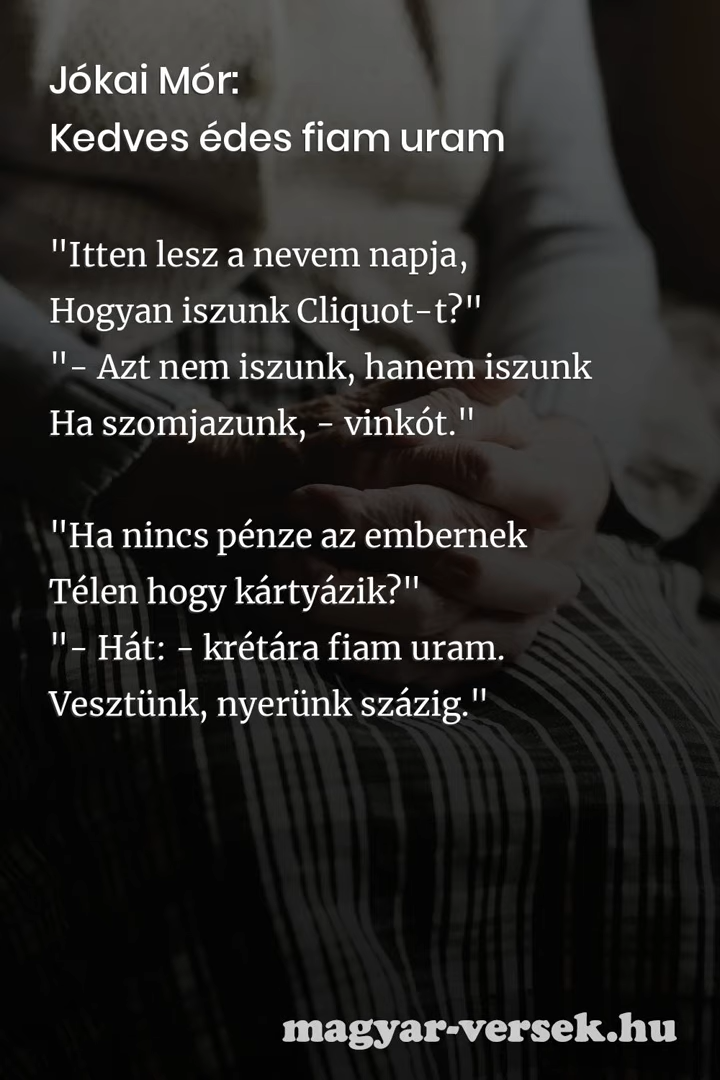 Jókai Mór:
Kedves édes fiam uram
"Itten lesz a nevem napja,
Hogyan iszunk Cliquot-t?"
"- Azt nem iszunk, hanem iszunk
Ha szomjazunk, - vinkót."
"Ha nincs pénze az embernek
Télen hogy kártyázik?"
"- Hát: - krétára fiam uram.
Vesztünk, nyerünk százig."
magyar-versek.hu